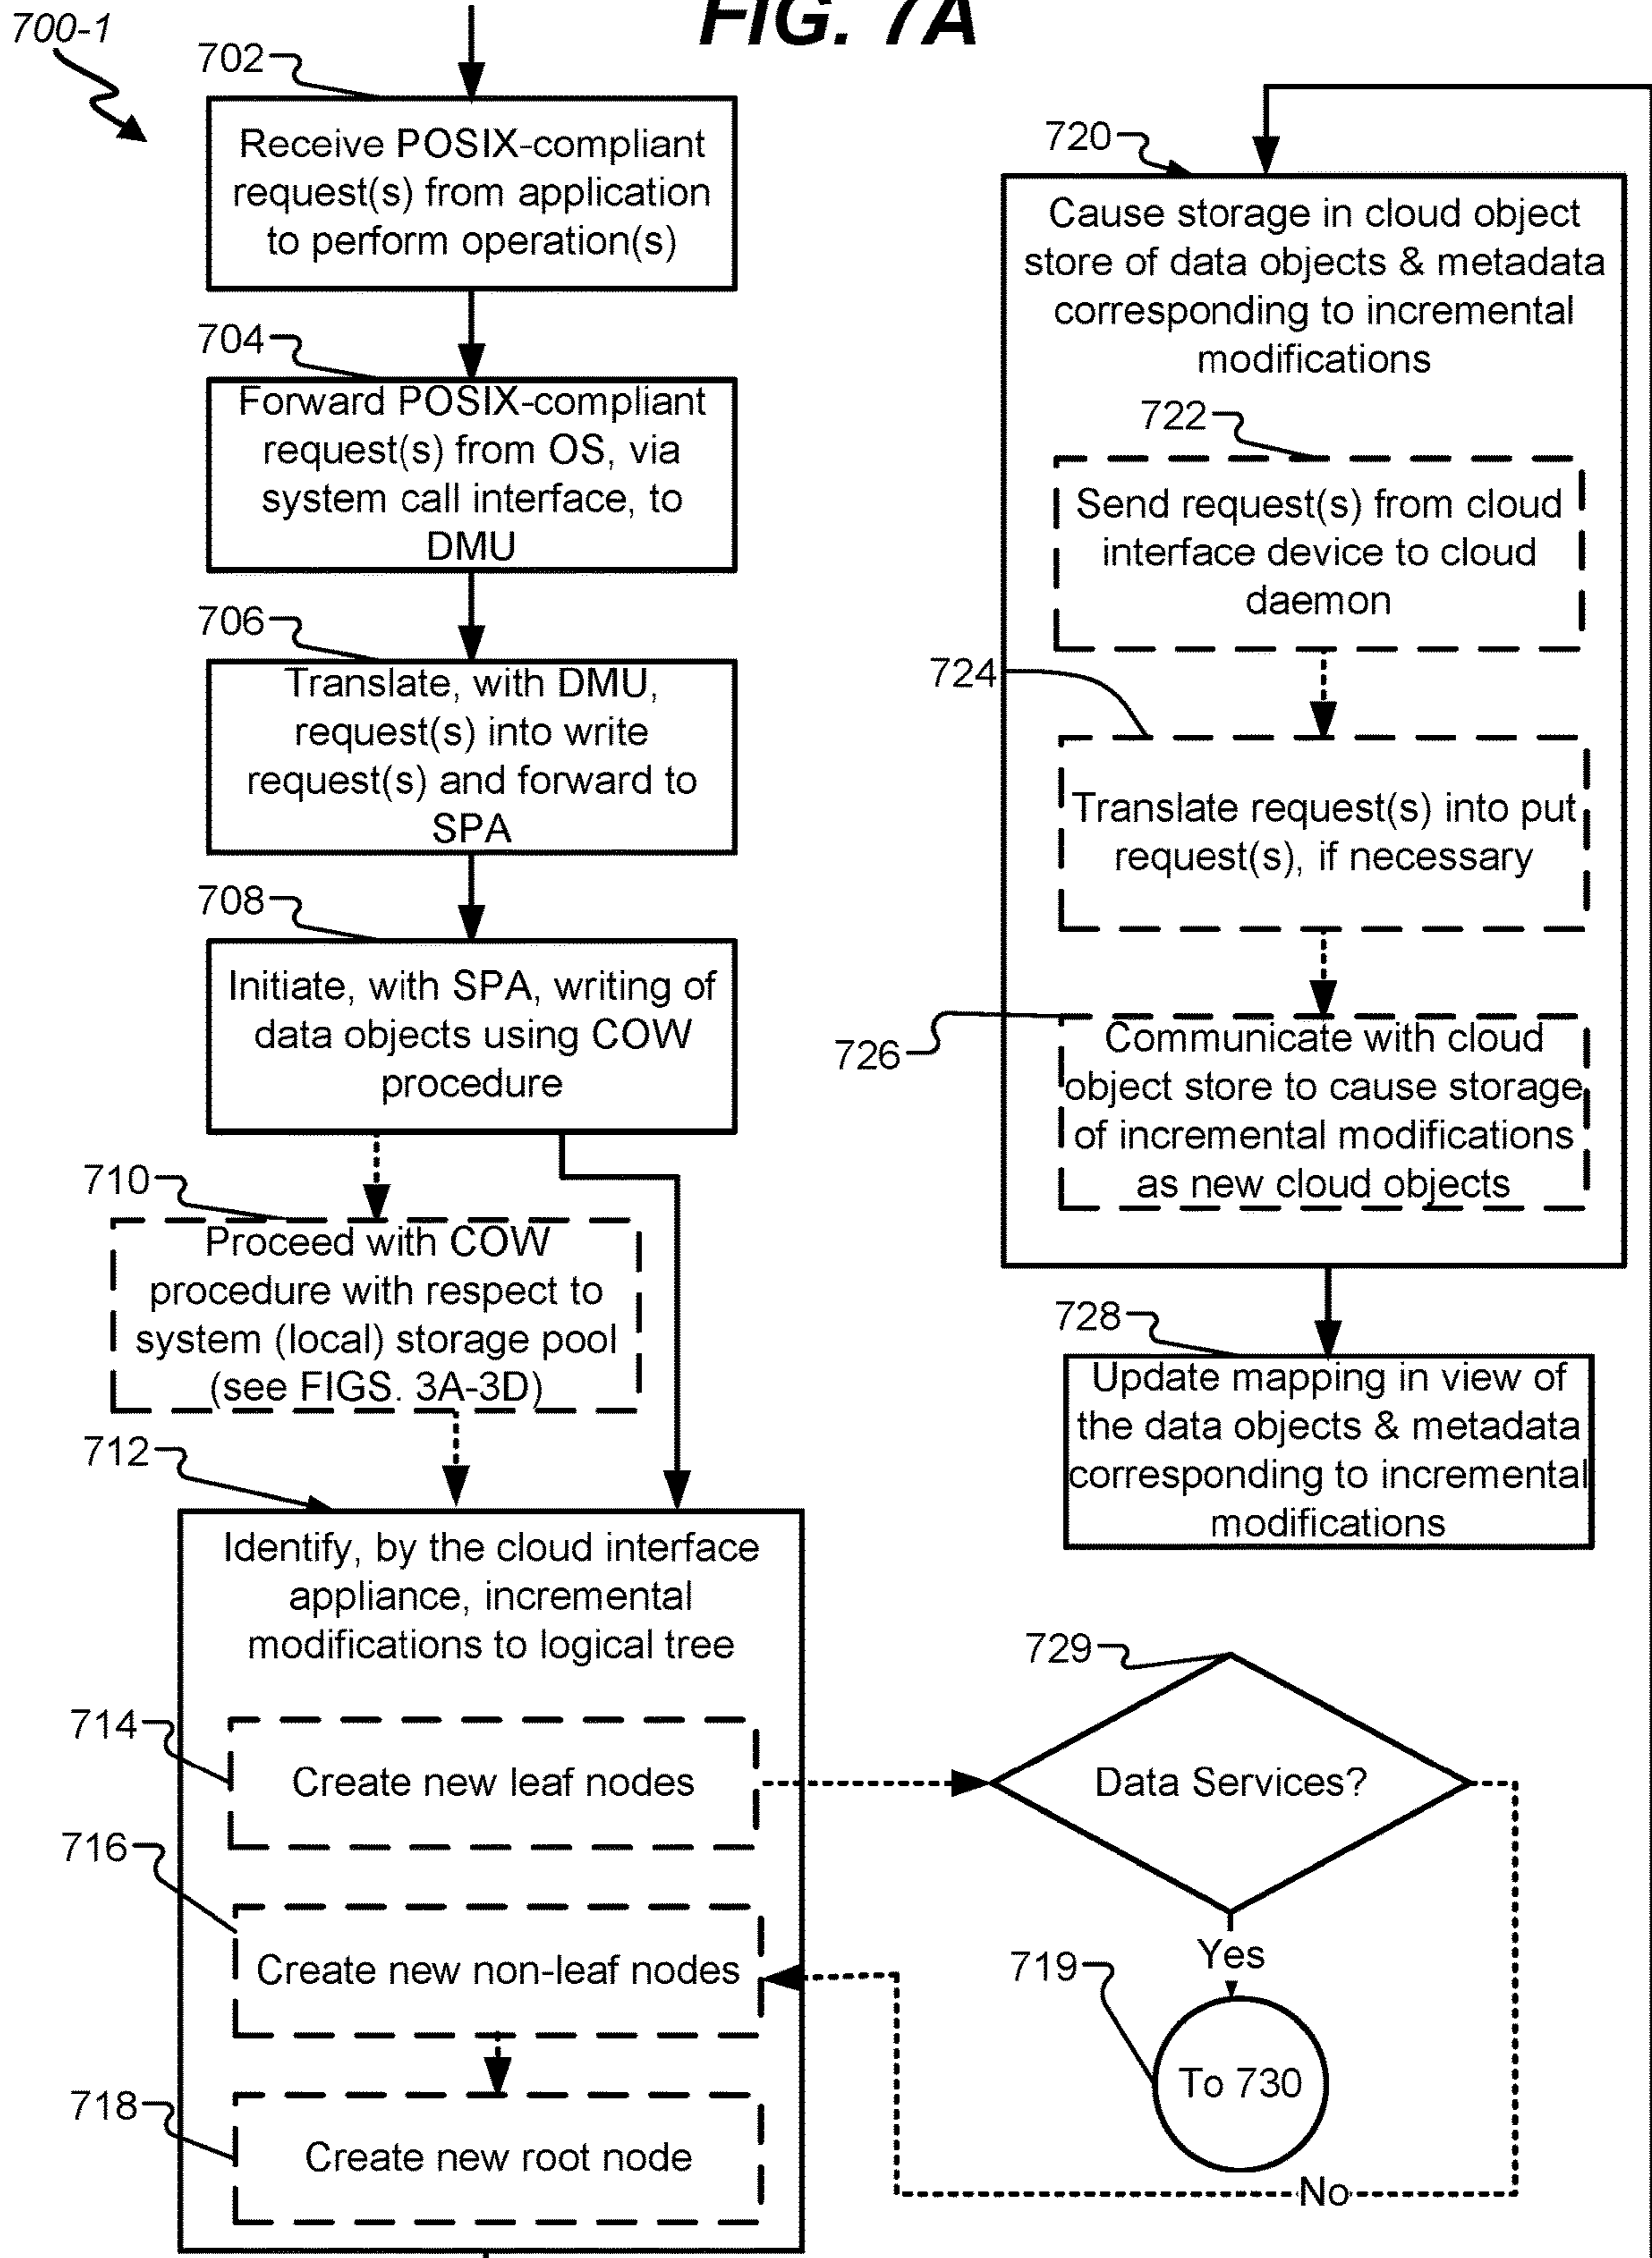 FIG. 7A
700-1
702
Receive POSIX-compliant
request(s) from application
to perform operation(s)
704
Forward POSIX-compliant
request(s) from OS, via
system call interface, to
DMU
706
Translate, with DMU,
request(s) into write
request(s) and forward to
SPA
708
Initiate, with SPA, writing of
data objects using COW
procedure
710
Proceed with COW
procedure with respect to
system (local) storage pool
(see FIGS. 3A-3D)
712
Identify, by the cloud interface
appliance, incremental
modifications to logical tree
714
Create new leaf nodes
716
Create new non-leaf nodes
718
Create new root node
720
Cause storage in cloud object
store of data objects & metadata
corresponding to incremental
modifications
722
Send request(s) from cloud
interface device to cloud
daemon
724
Translate request(s) into put
request(s), if necessary
726
Communicate with cloud
object store to cause storage
of incremental modifications
as new cloud objects
728
Update mapping in view of
the data objects & metadata
corresponding to incremental
modifications
729
Data Services?
Yes
719
To 730
No